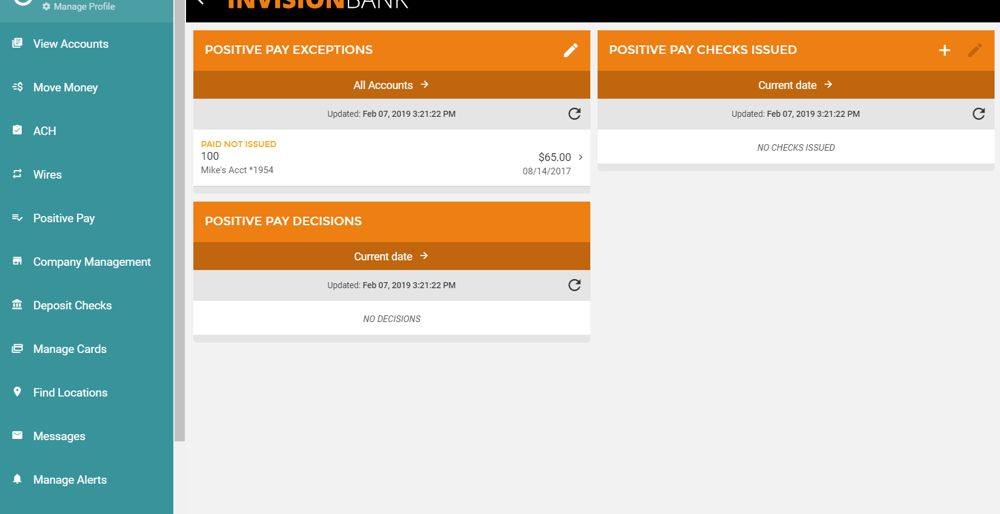 Manage Profile
View Accounts
Move Money
ACH
Wires
Positive Pay
Company Management
Deposit Checks
Manage Cards
Find Locations
Messages
Manage Alerts
INVISIONBANK
POSITIVE PAY EXCEPTIONS
All Accounts
Updated: Feb 07, 2019 3:21:22 PM
PAID NOT ISSUED
100
$65.00
Mike's Acct *1954
08/14/2017
POSITIVE PAY DECISIONS
Current date
Updated: Feb 07, 2019 3:21:22 PM
NO DECISIONS
POSITIVE PAY CHECKS ISSUED
Current date
Updated: Feb 07, 2019 3:21:22 PM
NO CHECKS ISSUED